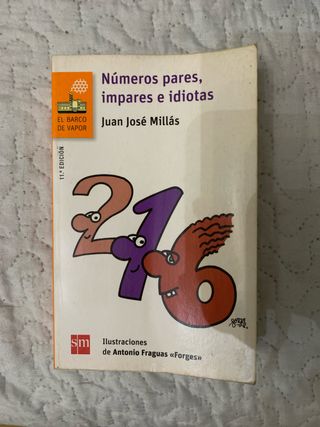 Números pares,
impares e idiotas
Juan José Millás
EL BARCO
DE VAPOR
11.ª EDICIÓN
216
Forges
sm
Ilustraciones
de Antonio Fraguas «Forges»